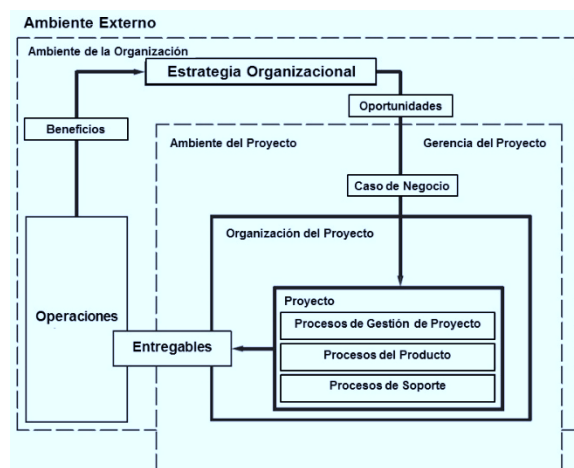 Ambiente Externo
Ambiente de la Organización
Estrategia Organizacional
Oportunidades
Beneficios
Ambiente del Proyecto
Gerencia del Proyecto
Caso de Negocio
Organización del Proyecto
Proyecto
Operaciones
Procesos de Gestión de Proyecto
Entregables
Procesos del Producto
Procesos de Soporte